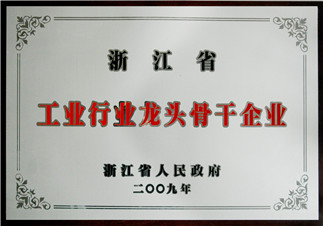 浙江省
工业行业龙头骨干企业
浙江省人民政府
二〇〇九年